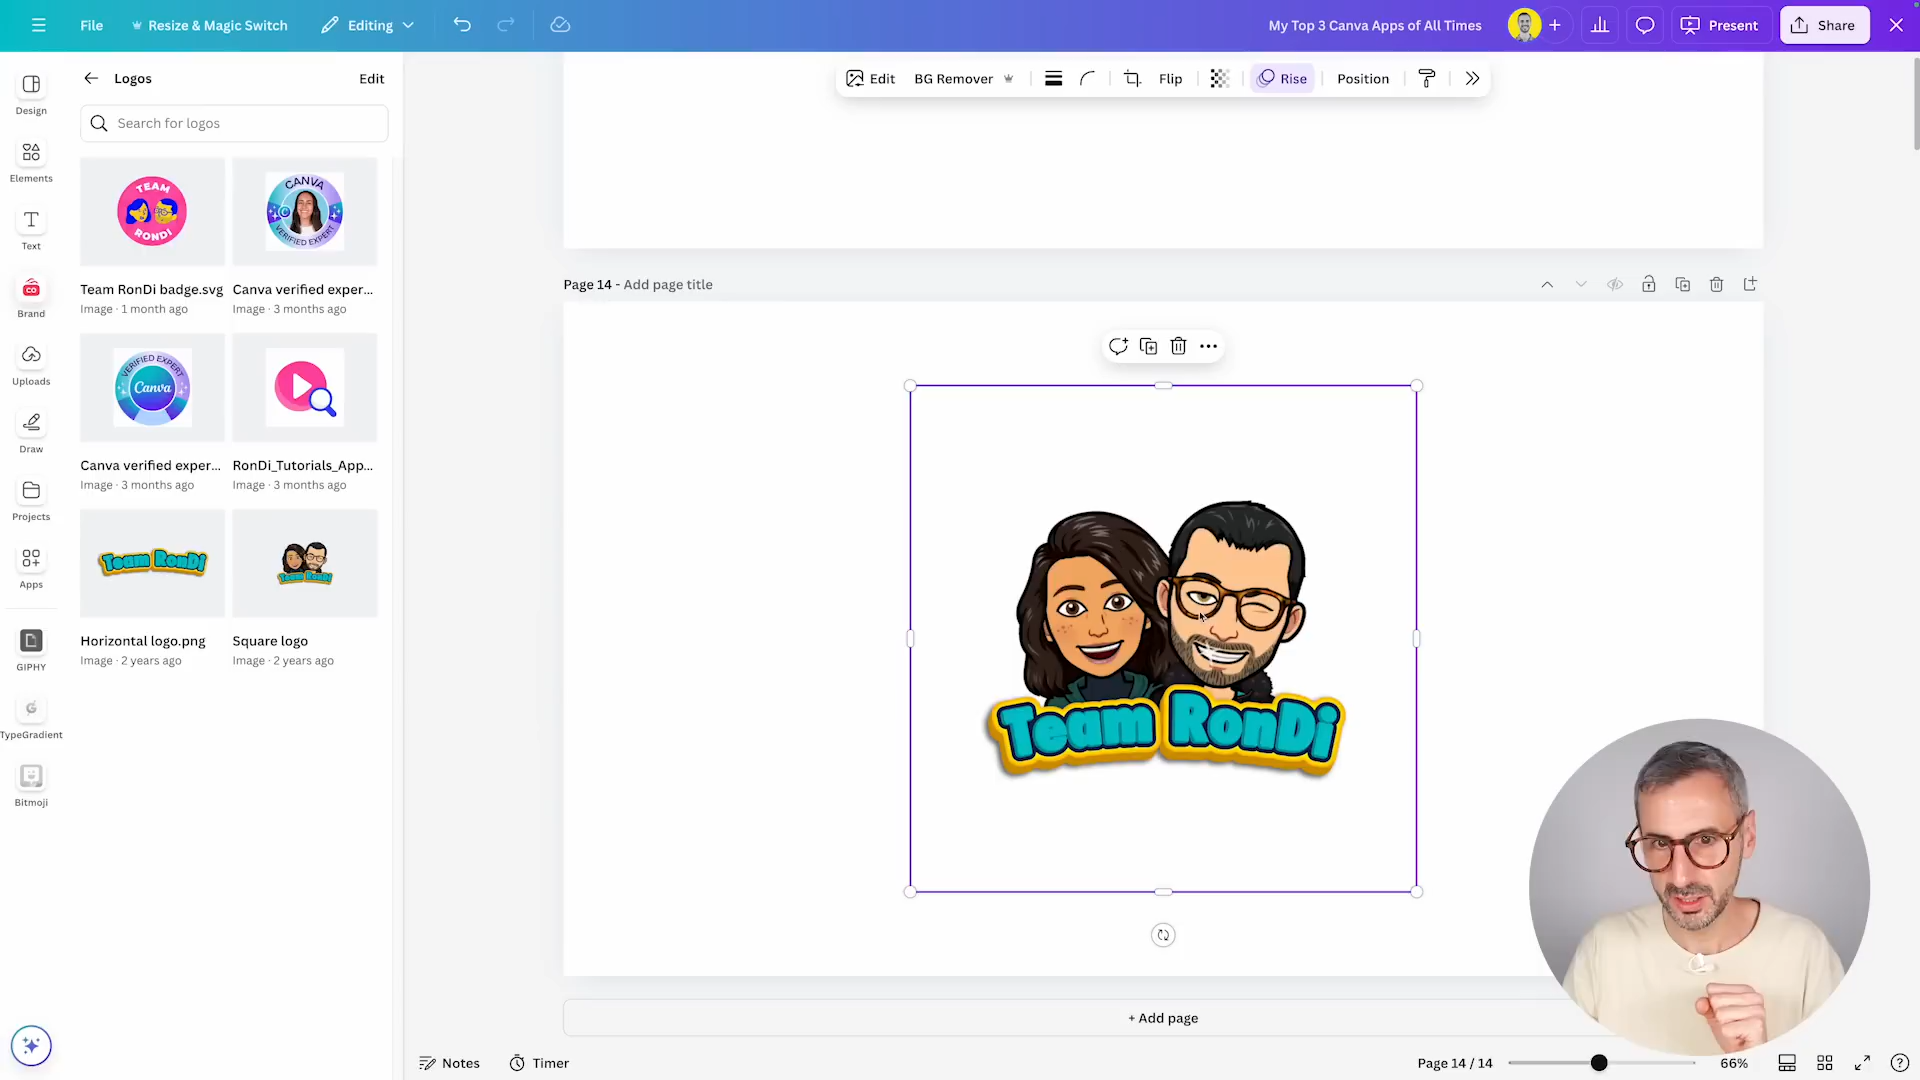 File
Resize & Magic Switch
Editing
My Top 3 Canva Apps of All Times
Present
Share
Design
Elements
Text
Brand
Uploads
Draw
Projects
Apps
GIPHY
TypeGradient
Bitmoji
Logos
Edit
Search for logos
TEAM
RONDI
CANVA
VERIFIED EXPERT
Team RonDi badge.svg
Image · 1 month ago
Canva verified exper...
Image · 3 months ago
VERIFIED EXPERT
Canva
Canva verified exper...
Image · 3 months ago
RonDi_Tutorials_App...
Image · 3 months ago
Team RonDi
Team RonDi
Horizontal logo.png
Image · 2 years ago
Square logo
Image · 2 years ago
Edit
BG Remover
Flip
Rise
Position
Page 14 - Add page title
Team RonDi
+ Add page
Notes
Timer
Page 14 / 14
66%